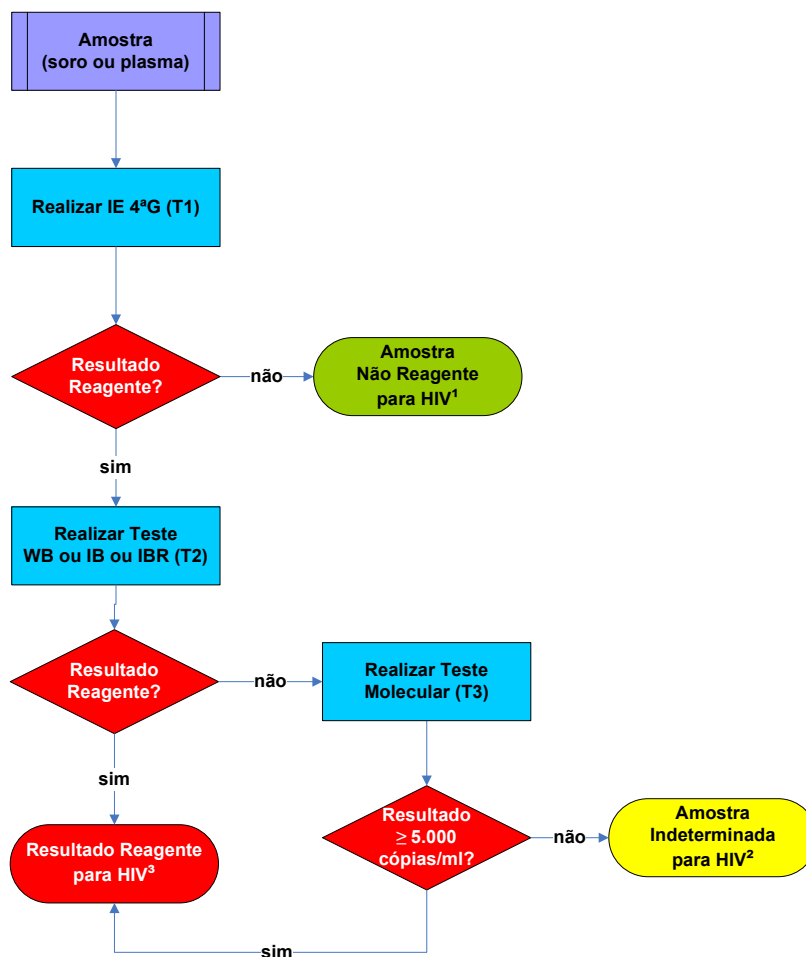 Amostra
(soro ou plasma)
Realizar IE 4ªG (T1)
Resultado
Reagente?
não
Amostra
Não Reagente
para HIV¹
sim
Realizar Teste
WB ou IB ou IBR (T2)
Resultado
Reagente?
não
Realizar Teste
Molecular (T3)
sim
Resultado
≥ 5.000
cópias/ml?
não
Amostra
Indeterminada
para HIV²
Resultado Reagente
para HIV³
sim